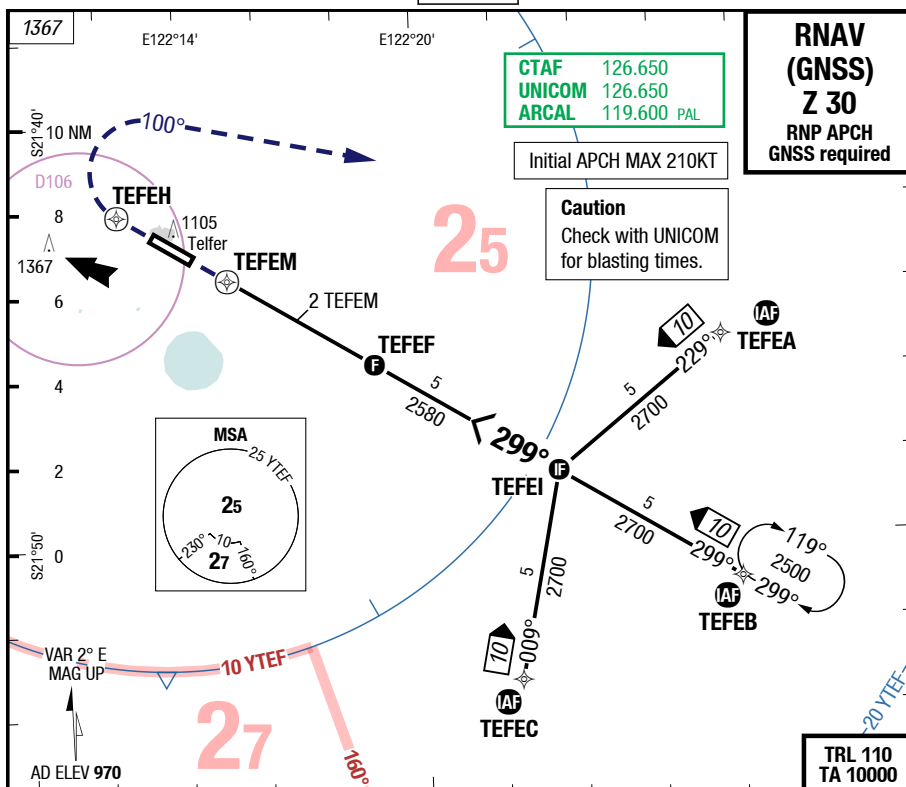 1367
E122°14'
E122°20'
CTAF 126.650
UNICOM 126.650
ARCAL 119.600 PAL
RNAV
(GNSS)
Z 30
RNP APCH
GNSS required
Initial APCH MAX 210KT
Caution
Check with UNICOM
for blasting times.
S21°40'
10 NM
100°
D106
TEFEH
8
1105
Telfer
1367
TEFEM
25
6
2 TEFEM
TEFEF
F
IAF
TEFEA
10
229°
4
5
2580
5
2700
MSA
25 YTEF
25
230°
10
160°
27
299°
IF
TEFEI
2
5
2700
10
299°
119°
2500
299°
IAF
TEFEB
S21°50'
0
5
2700
009°
10
IAF
TEFEC
VAR 2° E
MAG UP
10 YTEF
27
160°
20 YTEF
AD ELEV 970
TRL 110
TA 10000